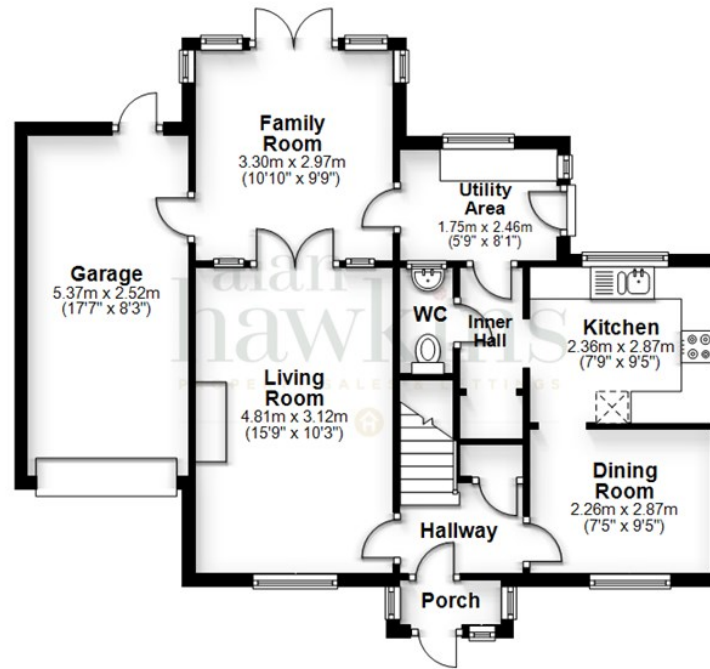 Family
Room
3.30m x 2.97m
(10'10" x 9'9")
Utility
Area
1.75m x 2.46m
(5'9" x 8'1")
Garage
5.37m x 2.52m
(17'7" x 8'3")
WC
Inner
Hall
Kitchen
2.36m x 2.87m
(7'9" x 9'5")
alan
hawkins
PROPERTY SALES & LETTINGS
Living
Room
4.81m x 3.12m
(15'9" x 10'3")
Dining
Room
2.26m x 2.87m
(7'5" x 9'5")
Hallway
Porch